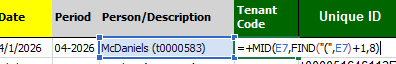 Date Period Person/Description Tenant Code Unique ID
4/1/2026 04-2026 McDaniels (t0000583) =+MID(E7,FIND("(",E7)+1,8)